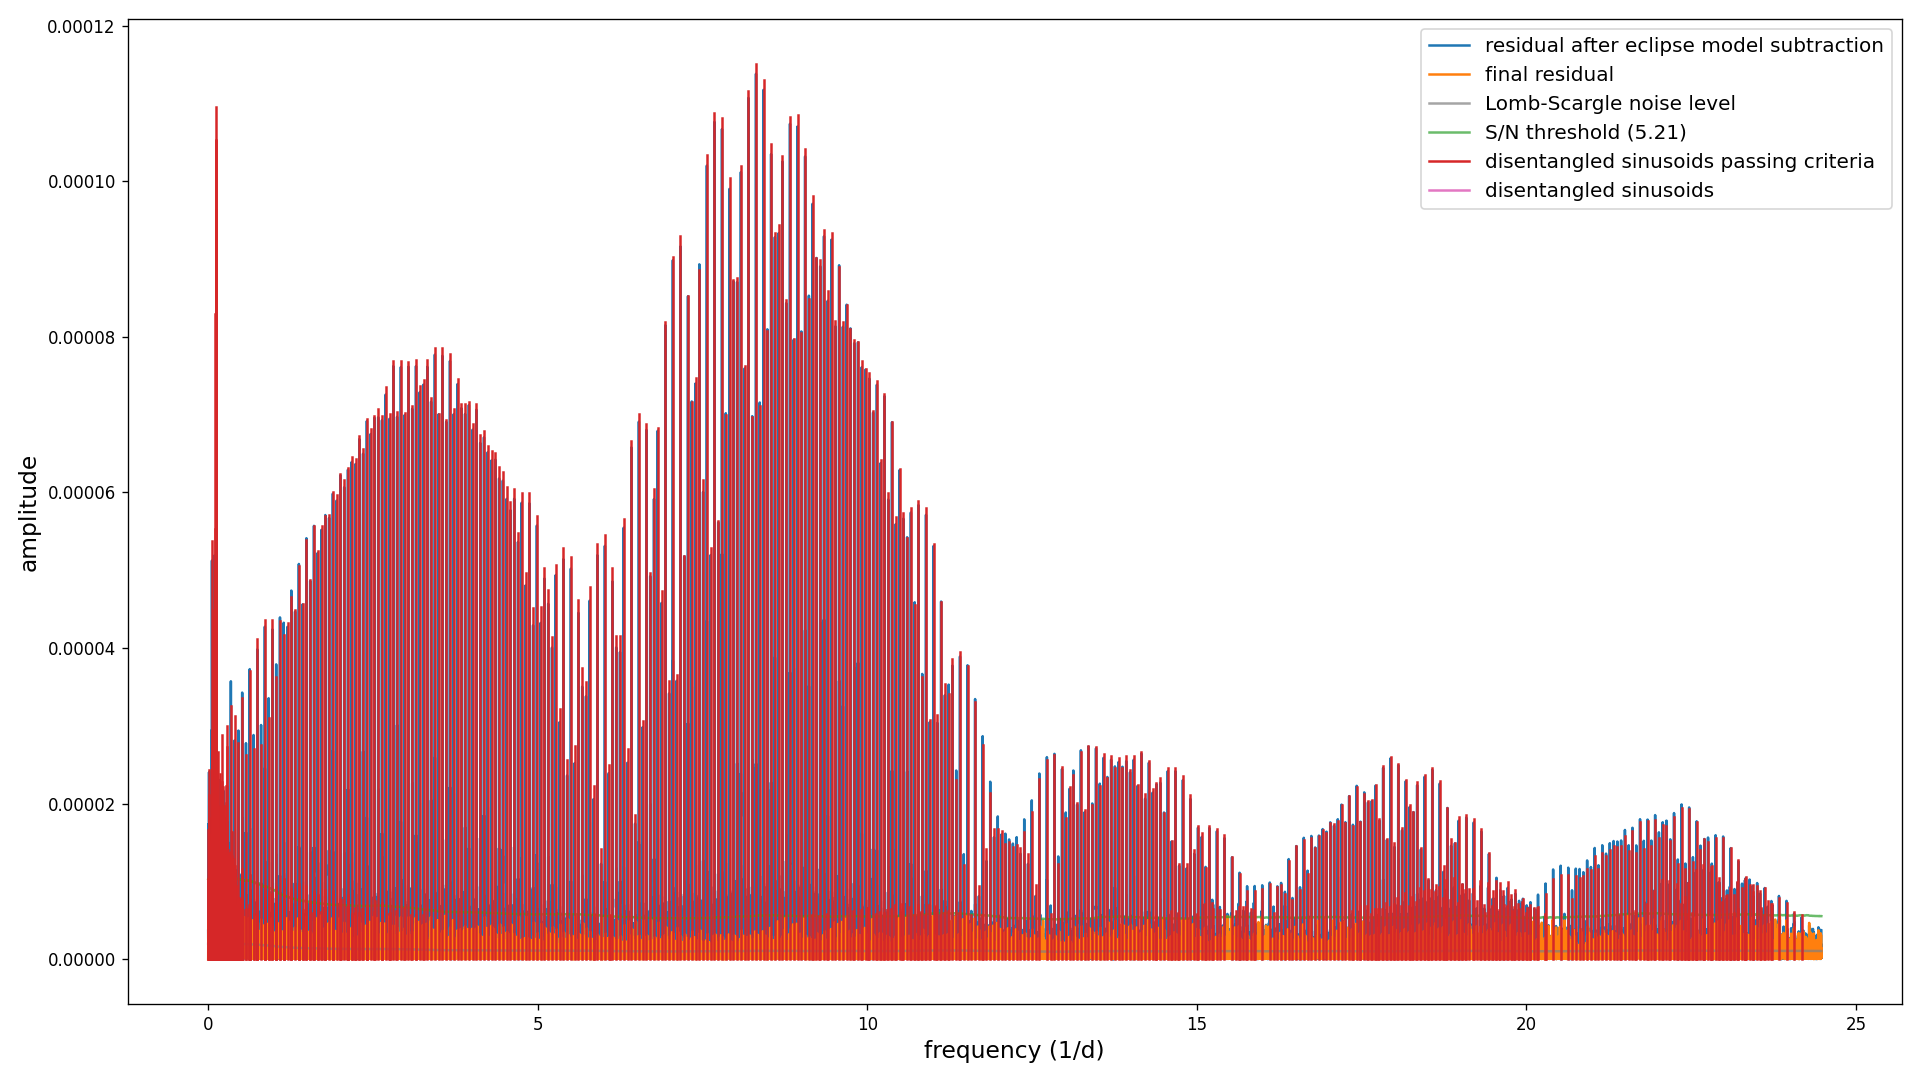 0.00012
0.00010
0.00008
0.00006
0.00004
0.00002
0.00000
amplitude
0
5
10
15
20
25
frequency (1/d)
residual after eclipse model subtraction
final residual
Lomb-Scargle noise level
S/N threshold (5.21)
disentangled sinusoids passing criteria
disentangled sinusoids